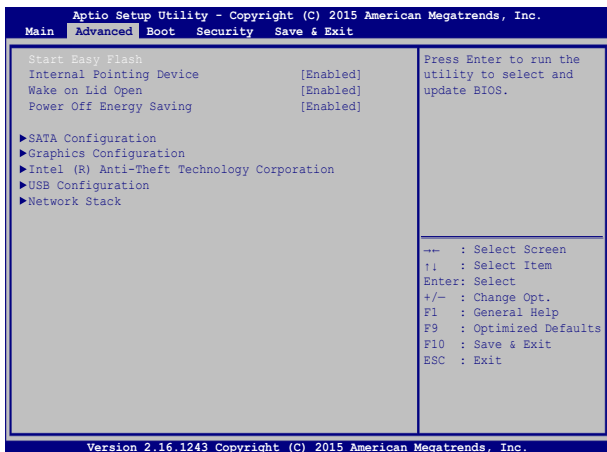 Aptio Setup Utility - Copyright (C) 2015 American Megatrends, Inc.
Main Advanced Boot Security Save & Exit
Start Easy Flash
Internal Pointing Device [Enabled]
Wake on Lid Open [Enabled]
Power Off Energy Saving [Enabled]
▶SATA Configuration
▶Graphics Configuration
▶Intel (R) Anti-Theft Technology Corporation
▶USB Configuration
▶Network Stack
Press Enter to run the
utility to select and
update BIOS.
→← : Select Screen
↑↓ : Select Item
Enter: Select
+/— : Change Opt.
F1 : General Help
F9 : Optimized Defaults
F10 : Save & Exit
ESC : Exit
Version 2.16.1243 Copyright (C) 2015 American Megatrends, Inc.